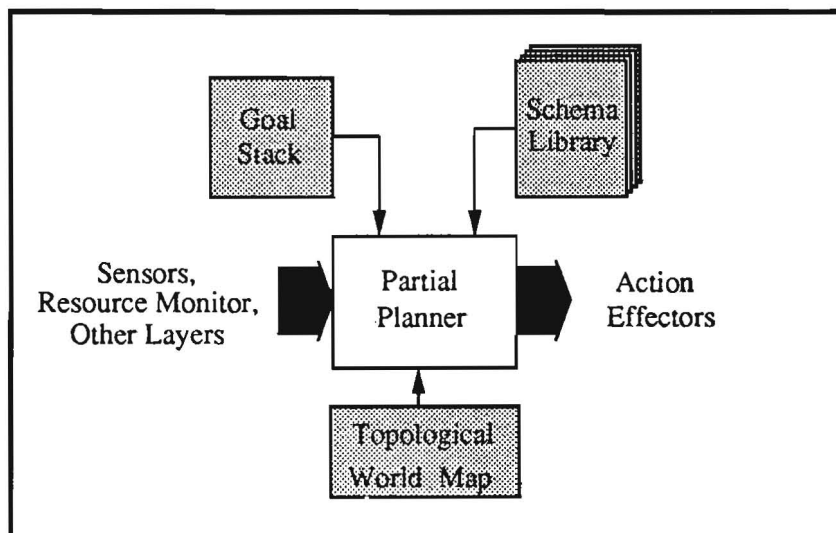 Goal
Stack
Schema
Library
Sensors,
Resource Monitor,
Other Layers
Partial
Planner
Action
Effectors
Topological
World Map